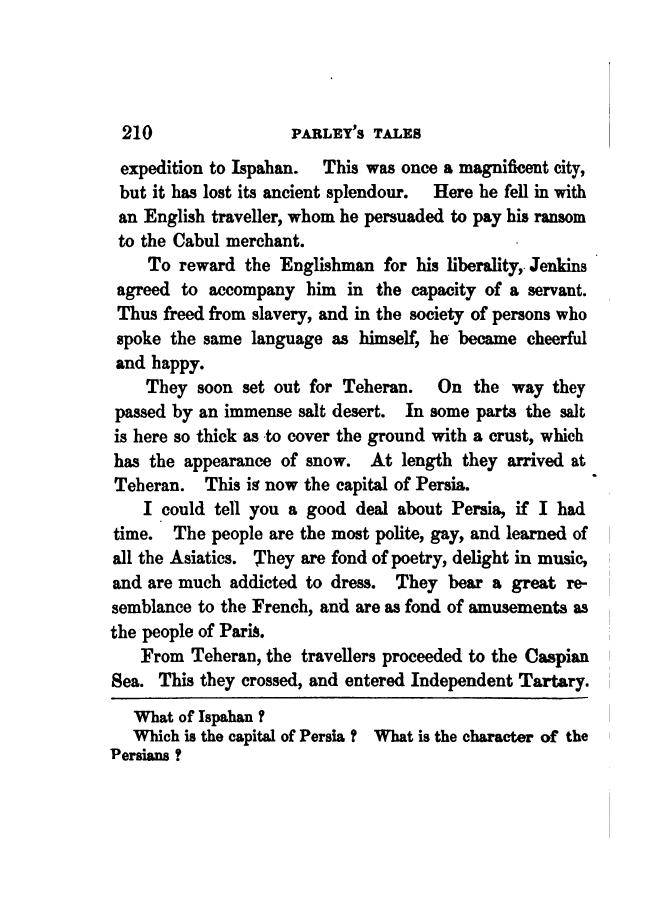 210 PARLEY'S TALES
expedition to Ispahan. This was once a magnificent city,
but it has lost its ancient splendour. Here he fell in with
an English traveller, whom he persuaded to pay his ransom
to the Cabul merchant.
To reward the Englishman for his liberality, Jenkins
agreed to accompany him in the capacity of a servant.
Thus freed from slavery, and in the society of persons who
spoke the same language as himself, he became cheerful
and happy.
They soon set out for Teheran. On the way they
passed by an immense salt desert. In some parts the salt
is here so thick as to cover the ground with a crust, which
has the appearance of snow. At length they arrived at
Teheran. This is now the capital of Persia.
I could tell you a good deal about Persia, if I had
time. The people are the most polite, gay, and learned of
all the Asiatics. They are fond of poetry, delight in music,
and are much addicted to dress. They bear a great re-
semblance to the French, and are as fond of amusements as
the people of Paris.
From Teheran, the travellers proceeded to the Caspian
Sea. This they crossed, and entered Independent Tartary.
What of Ispahan ?
Which is the capital of Persia ? What is the character of the
Persians ?